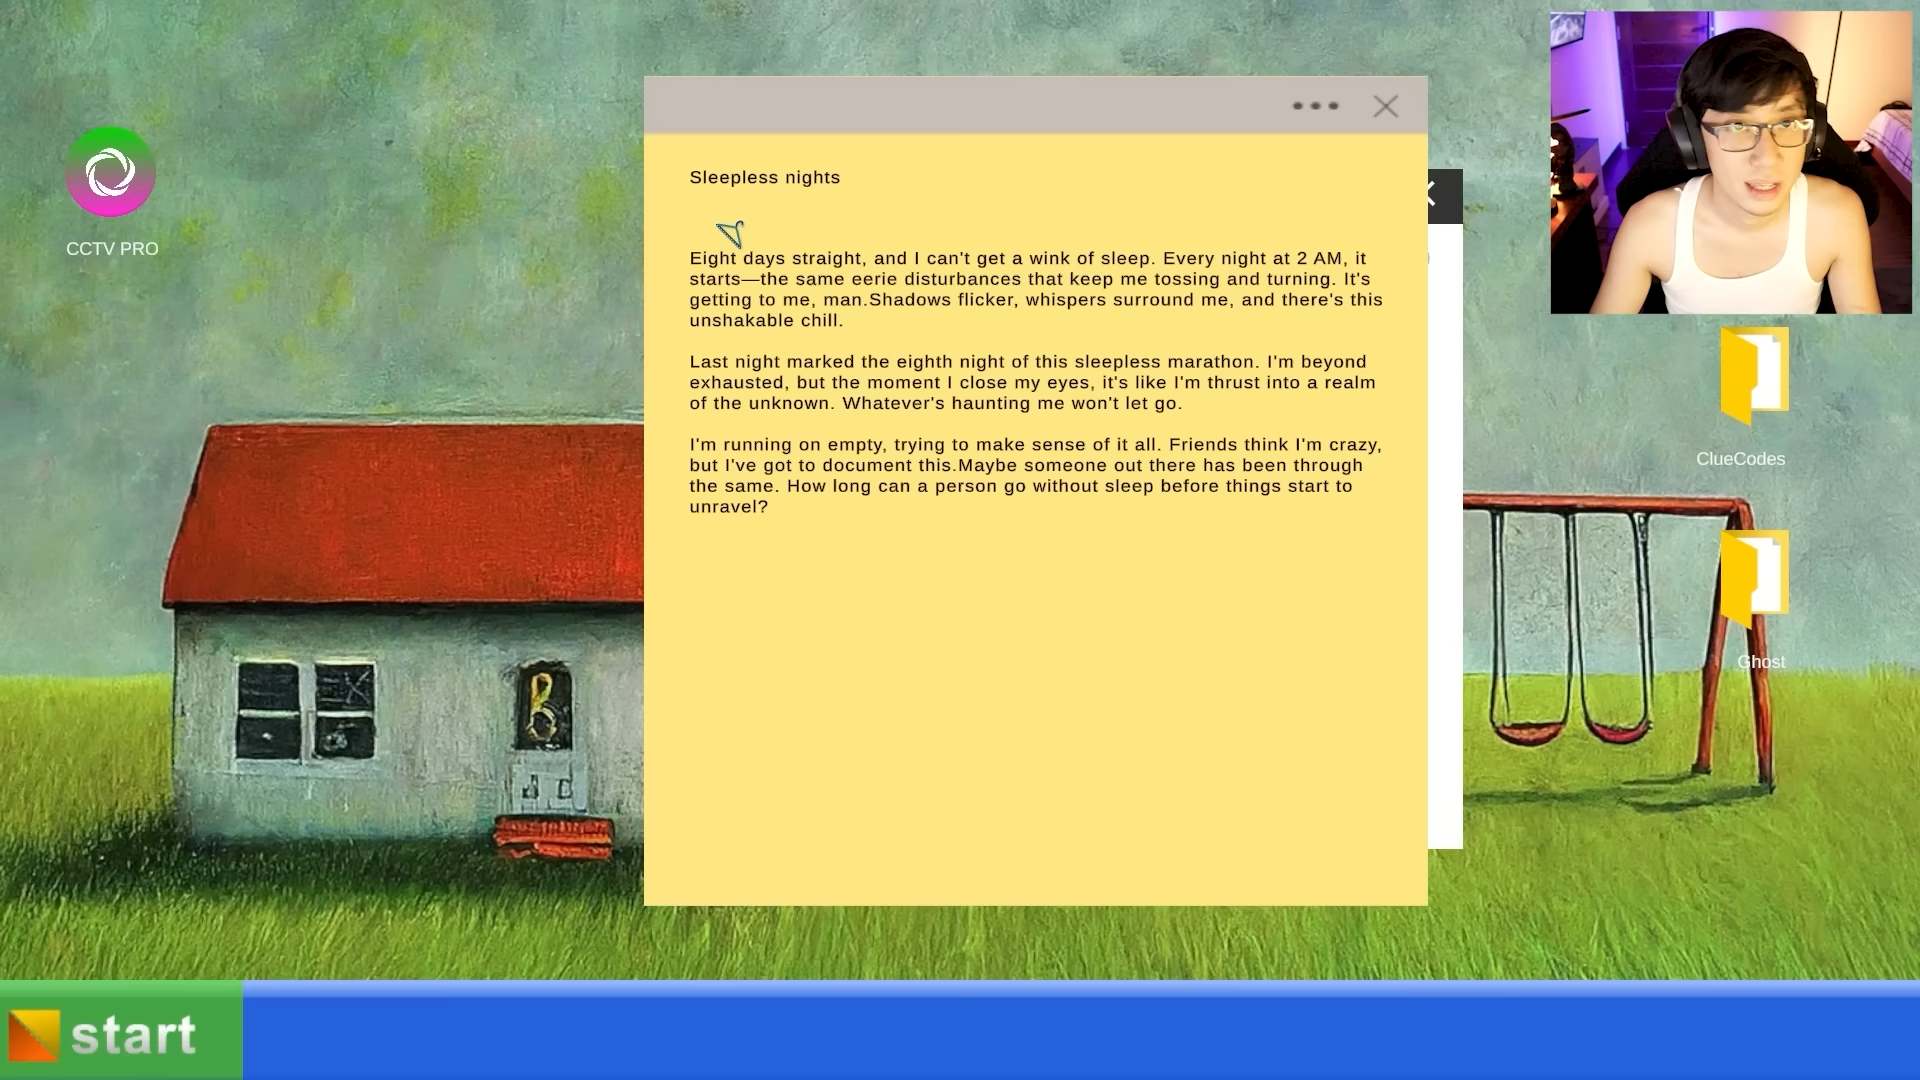 CCTV PRO
Sleepless nights
Eight days straight, and I can't get a wink of sleep. Every night at 2 AM, it
starts—the same eerie disturbances that keep me tossing and turning. It's
getting to me, man.Shadows flicker, whispers surround me, and there's this
unshakable chill.
Last night marked the eighth night of this sleepless marathon. I'm beyond
exhausted, but the moment I close my eyes, it's like I'm thrust into a realm
of the unknown. Whatever's haunting me won't let go.
I'm running on empty, trying to make sense of it all. Friends think I'm crazy,
but I've got to document this.Maybe someone out there has been through
the same. How long can a person go without sleep before things start to
unravel?
ClueCodes
Ghost
start